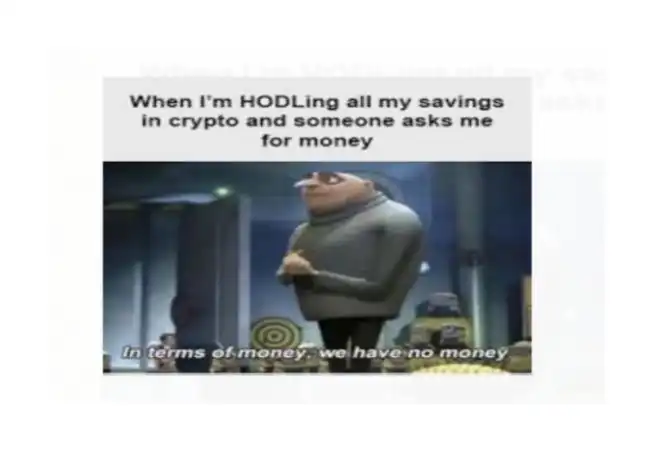 When I'm HODLing all my savings
in crypto and someone asks me
for money
In terms of money, we have no money